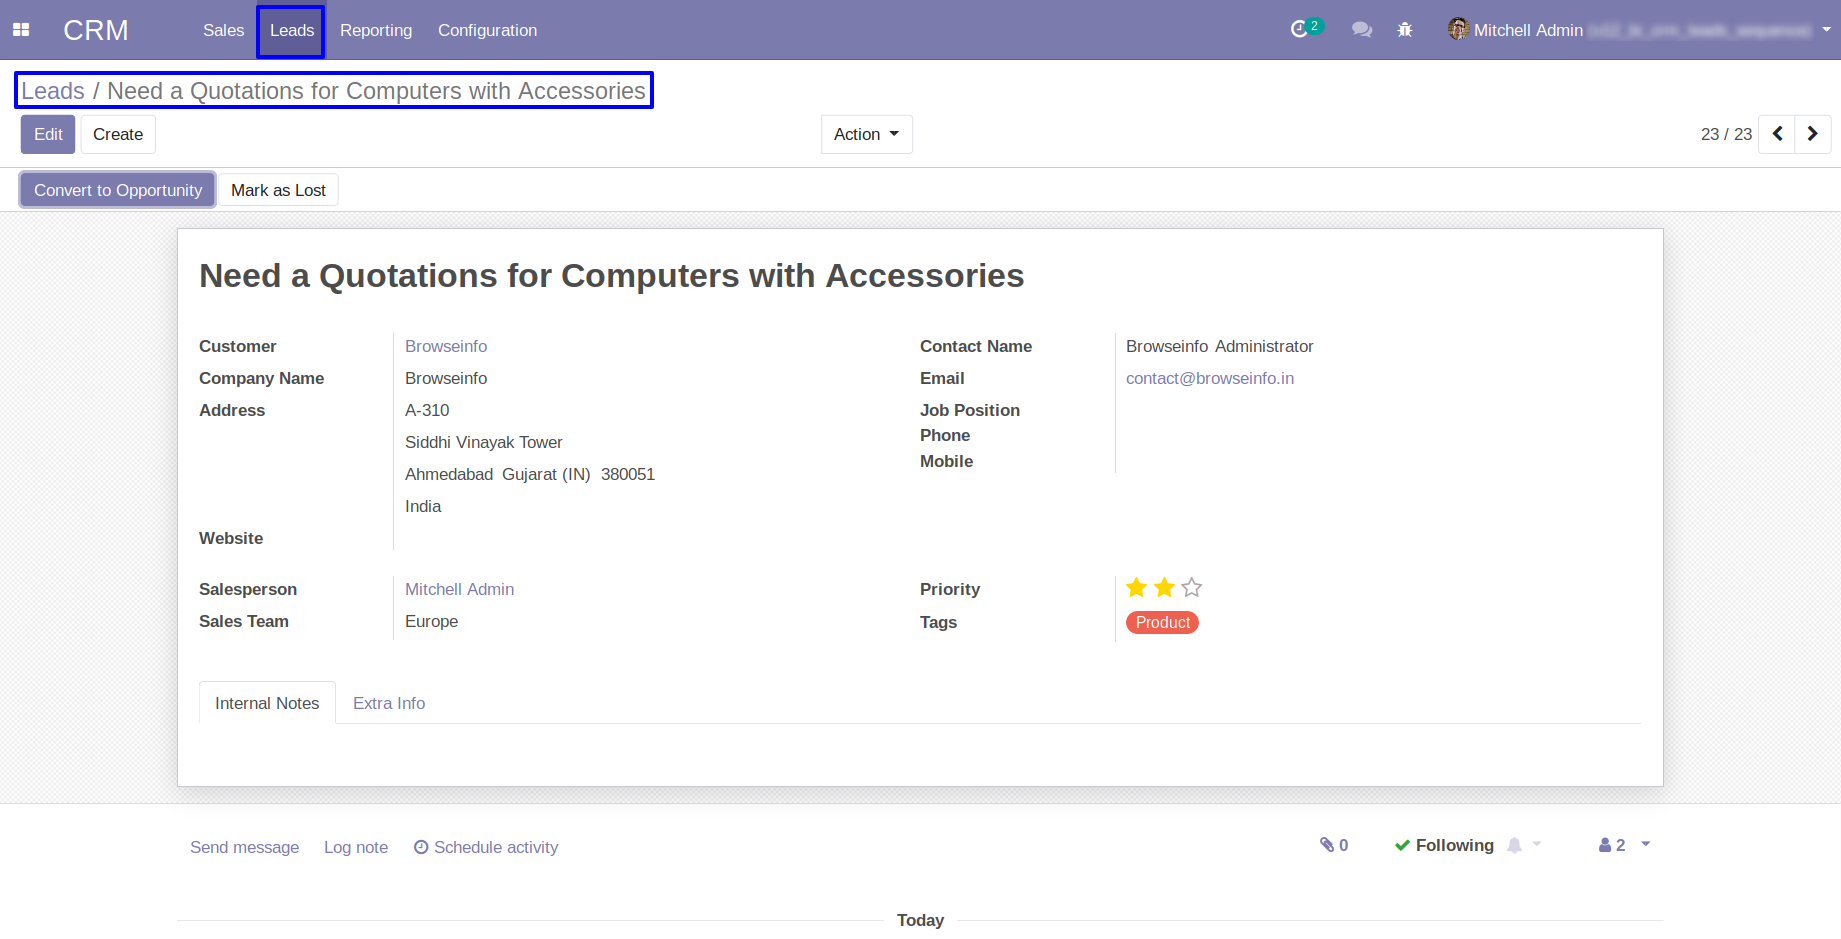 CRM Sales Leads Reporting Configuration 2 Mitchell Admin
Leads / Need a Quotations for Computers with Accessories
Edit Create Action 23 / 23
Convert to Opportunity Mark as Lost
Need a Quotations for Computers with Accessories
Customer Browseinfo Contact Name Browseinfo Administrator
Company Name Browseinfo Email contact@browseinfo.in
Address A-310 Job Position
Phone
Siddhi Vinayak Tower
Mobile
Ahmedabad Gujarat (IN) 380051
India
Website
Salesperson Mitchell Admin Priority
Sales Team Europe Tags Product
Internal Notes Extra Info
Send message Log note Schedule activity 0 Following 2
Today